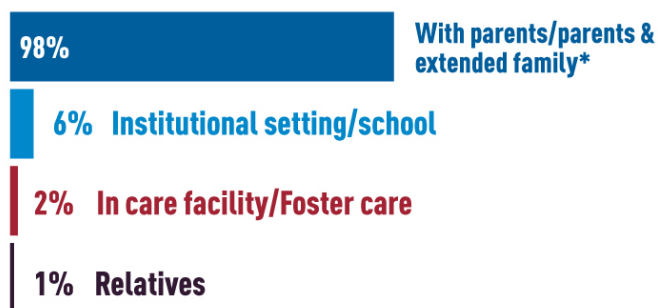 98%
With parents/parents &
extended family*
6% Institutional setting/school
2% In care facility/Foster care
1% Relatives